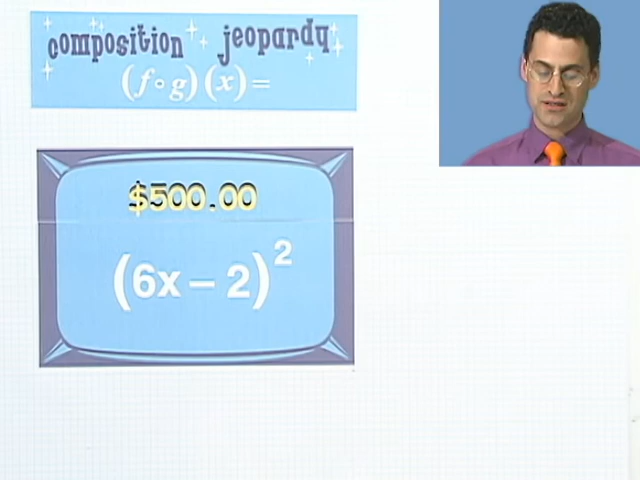 composition jeopardy
(f∘g)(x)=
$500.00
(6x – 2)²